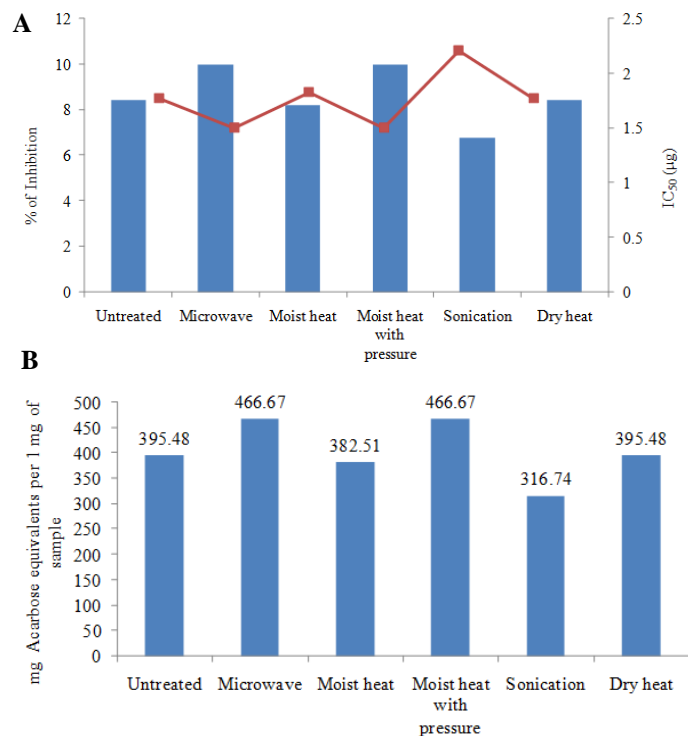 A
12
10
8
6
4
2
0
% of Inhibition
2.5
2
1.5
1
0.5
0
IC50 (µg)
Untreated Microwave Moist heat Moist heat Sonication Dry heat
with
pressure
B
500
450
400
350
300
250
200
150
100
50
0
mg Acarbose equivalents per 1 mg of
sample
395.48
466.67
382.51
466.67
316.74
395.48
Untreated Microwave Moist heat Moist heat Sonication Dry heat
with
pressure